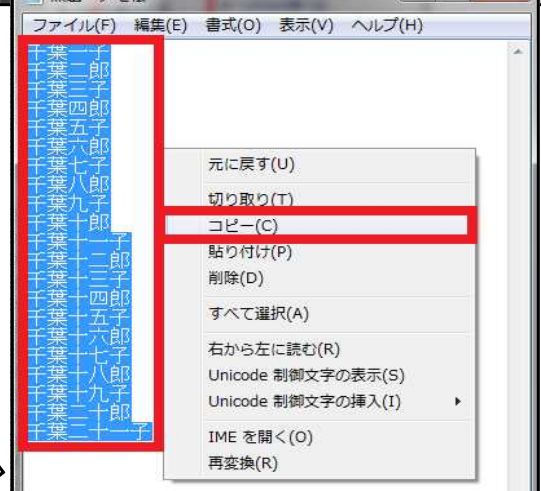 ファイル(F) 編集(E) 書式(O) 表示(V) ヘルプ(H)
千葉一子
千葉二郎
千葉三子
千葉四郎
千葉五子
千葉六郎
千葉七子
千葉八郎
千葉九子
千葉十郎
千葉十一子
千葉十二郎
千葉十三子
千葉十四郎
千葉十五子
千葉十六郎
千葉十七子
千葉十八郎
千葉十九子
千葉二十郎
千葉二十一子
元に戻す(U)
切り取り(T)
コピー(C)
貼り付け(P)
削除(D)
すべて選択(A)
右から左に読む(R)
Unicode 制御文字の表示(S)
Unicode 制御文字の挿入(I)
IME を開く(O)
再変換(R)